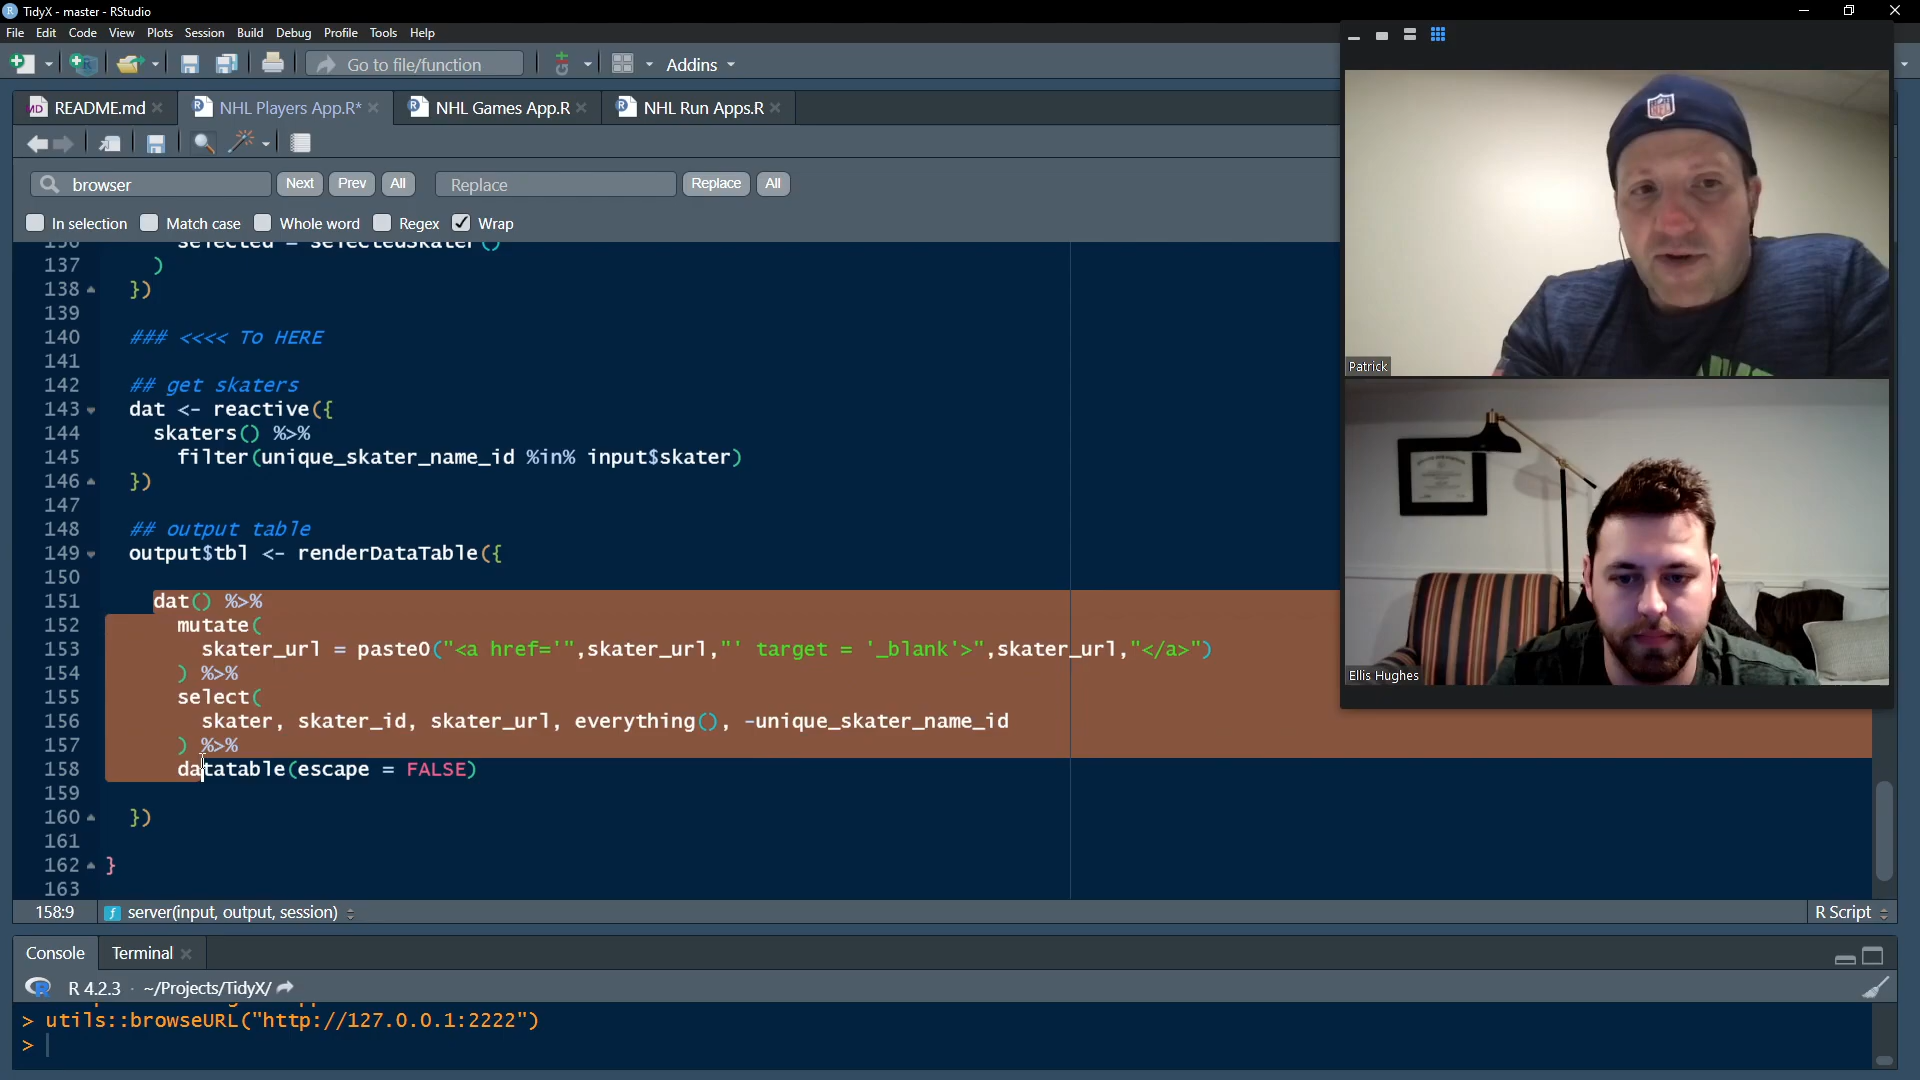 TidyX - master - RStudio
File Edit Code View Plots Session Build Debug Profile Tools Help
Go to file/function Addins
README.md NHL Players App.R* NHL Games App.R NHL Run Apps.R
browser Next Prev All Replace Replace All
In selection Match case Whole word Regex Wrap
136 selected = selectedSkater()
137 )
138 })
139
140 ### <<<< To HERE
141
142 ## get skaters
143 dat <- reactive({
144 skaters() %>%
145 filter(unique_skater_name_id %in% input$skater)
146 })
147
148 ## output table
149 output$tbl <- renderDataTable({
150
151 dat() %>%
152 mutate(
153 skater_url = paste0("<a href='",skater_url,"' target = '_blank'>",skater_url,"</a>")
154 ) %>%
155 select(
156 skater, skater_id, skater_url, everything(), -unique_skater_name_id
157 ) %>%
158 datatable(escape = FALSE)
159
160 })
161
162 }
163
158:9 server(input, output, session) R Script
Console Terminal
R 4.2.3 · ~/Projects/TidyX/
> utils::browseURL("http://127.0.0.1:2222")
>
Patrick
Ellis Hughes